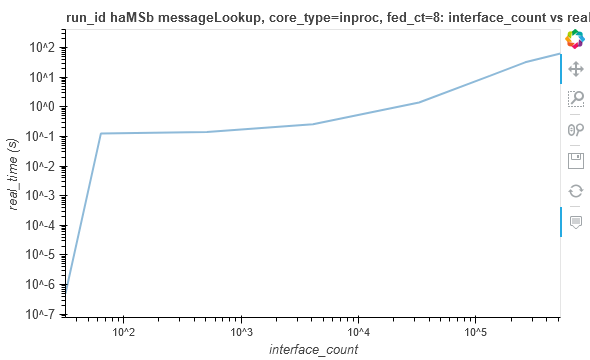 run_id haMSb messageLookup, core_type=inproc, fed_ct=8: interface_count vs real
10^2
10^1
10^0
10^-1
10^-2
10^-3
10^-4
10^-5
10^-6
10^-7
real_time (s)
10^2 10^3 10^4 10^5
interface_count